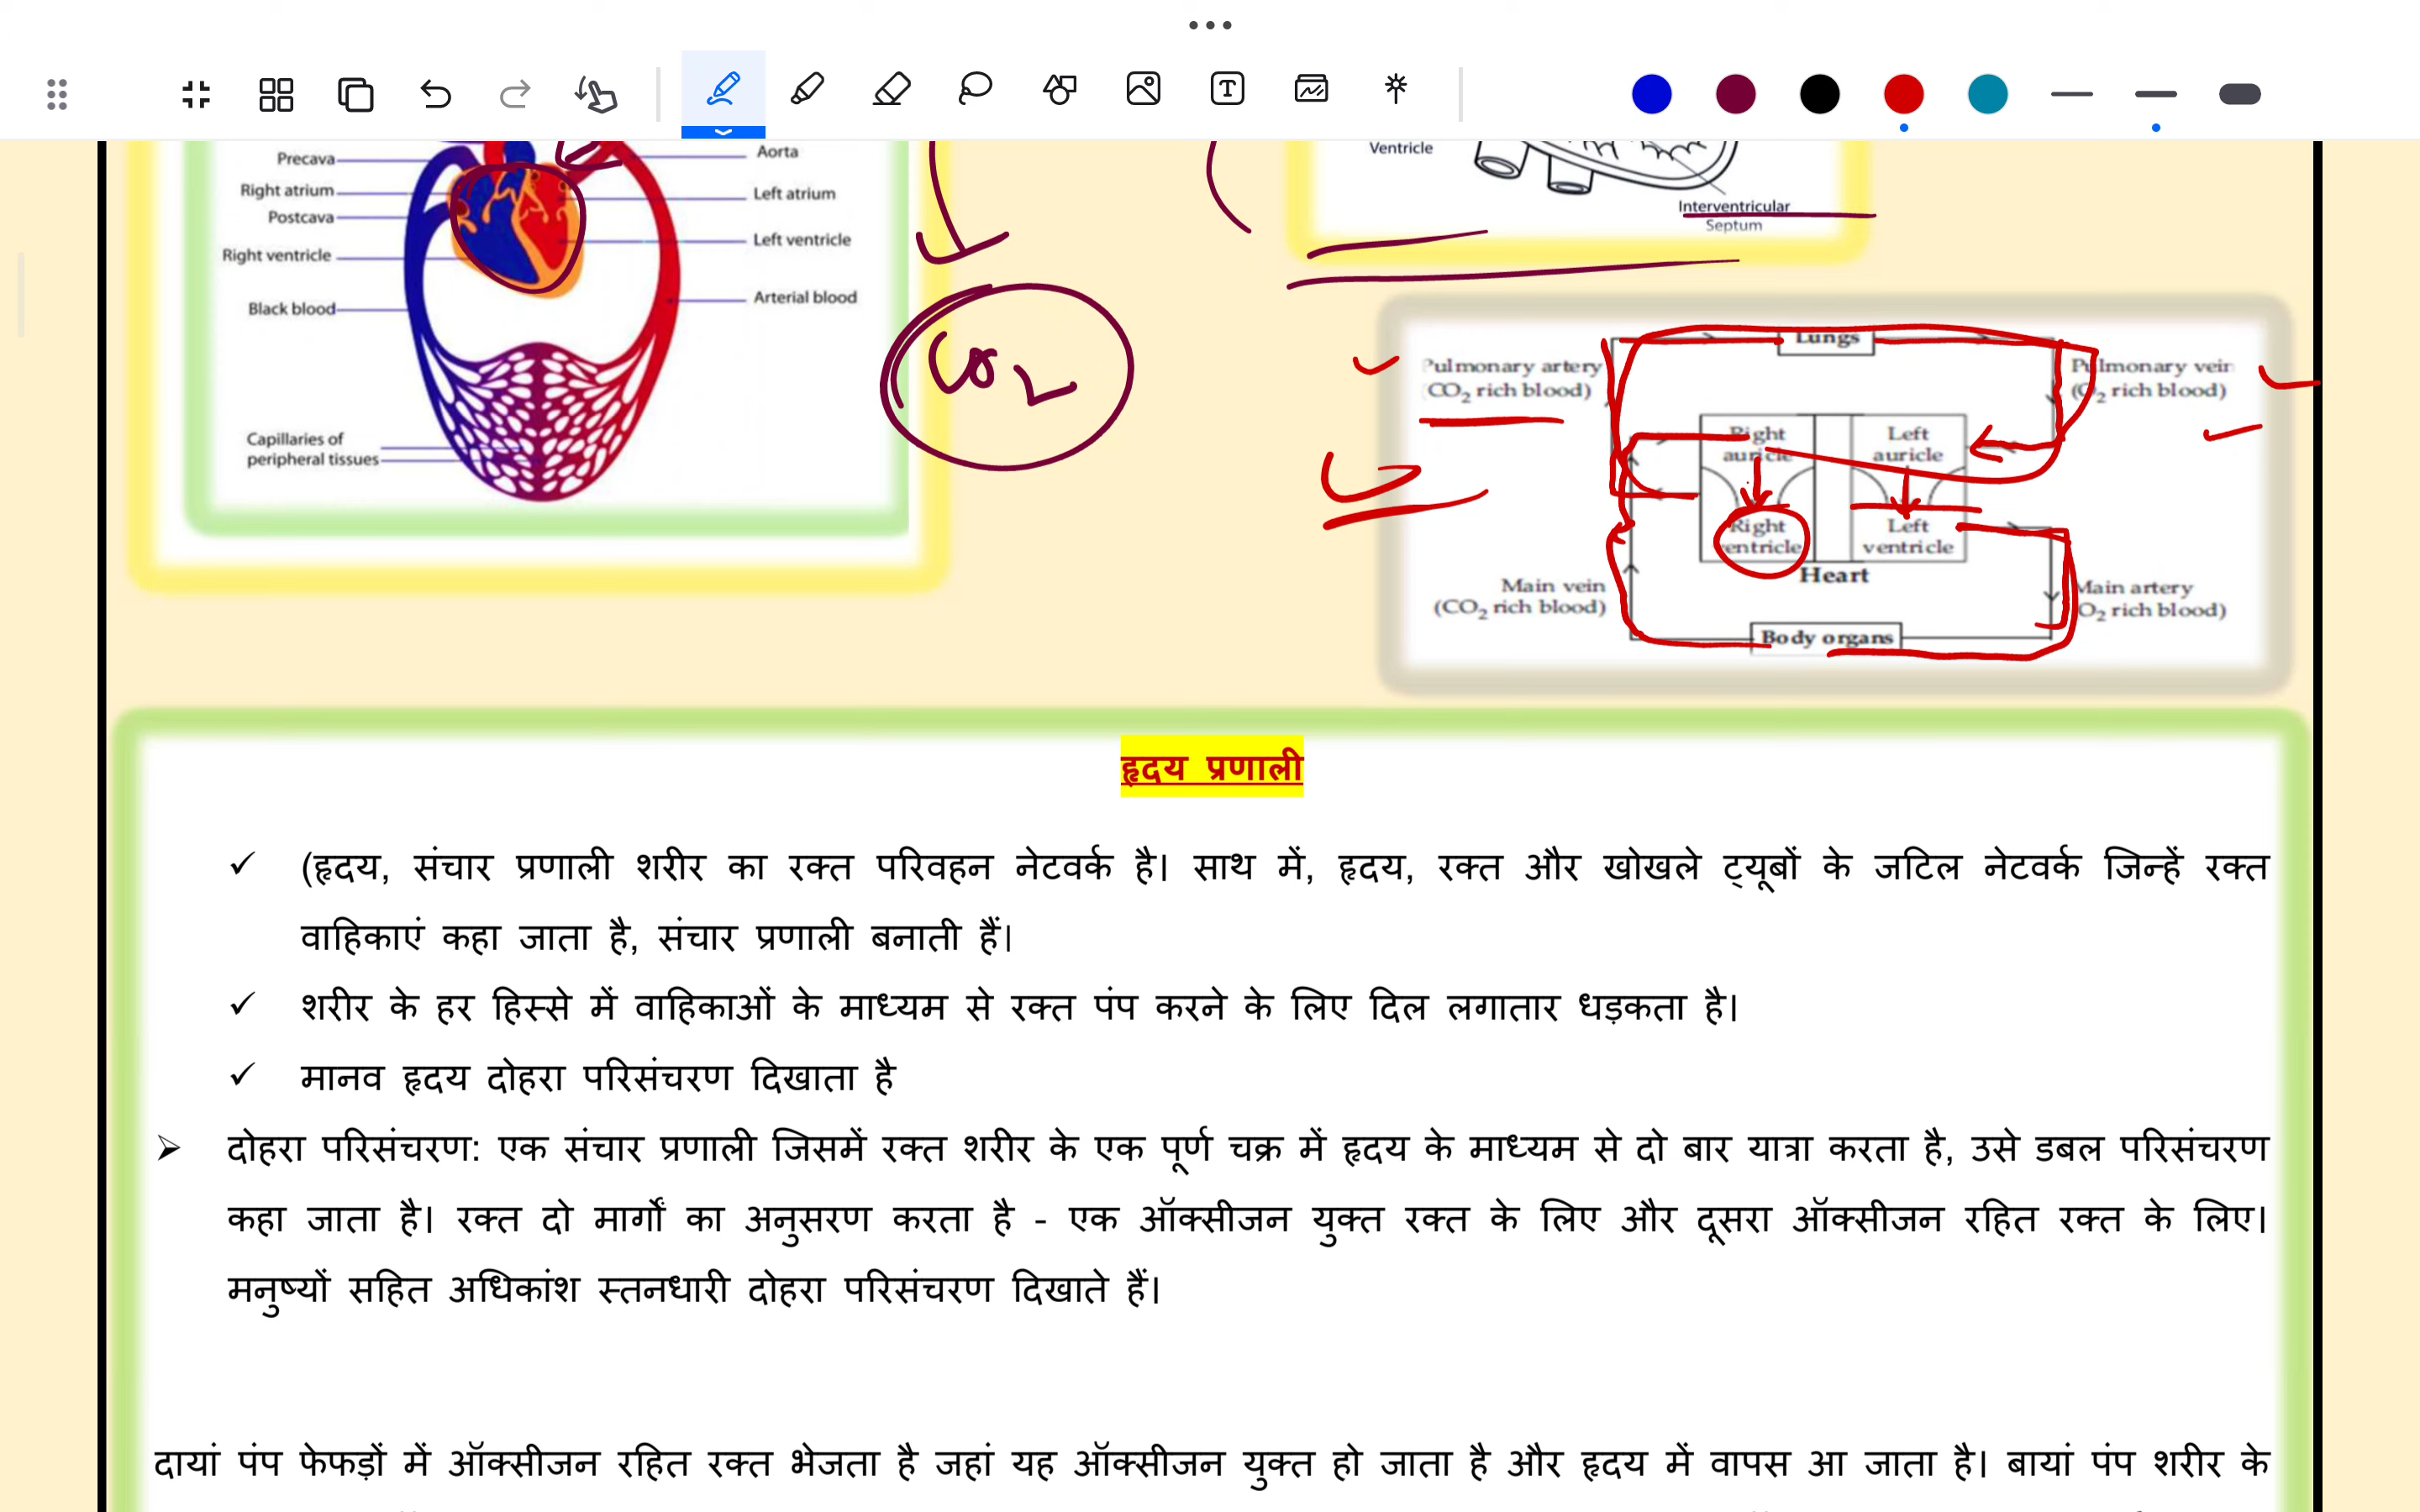 Precava
Aorta
Right atrium
Left atrium
Postcava
Left ventricle
Right ventricle
Arterial blood
Black blood
Capillaries of
peripheral tissues
CO2
Ventricle
Interventricular
Septum
Lungs
Pulmonary artery
(CO2 rich blood)
Pulmonary vein
(O2 rich blood)
Right
auricle
Left
auricle
Right
ventricle
Left
ventricle
Heart
Main vein
(CO2 rich blood)
Main artery
O2 rich blood)
Body organs
हृदय प्रणाली
✓ (हृदय, संचार प्रणाली शरीर का रक्त परिवहन नेटवर्क है। साथ में, हृदय, रक्त और खोखले ट्यूबों के जटिल नेटवर्क जिन्हें रक्त
वाहिकाएं कहा जाता है, संचार प्रणाली बनाती हैं।
✓ शरीर के हर हिस्से में वाहिकाओं के माध्यम से रक्त पंप करने के लिए दिल लगातार धड़कता है।
✓ मानव हृदय दोहरा परिसंचरण दिखाता है
➢ दोहरा परिसंचरण: एक संचार प्रणाली जिसमें रक्त शरीर के एक पूर्ण चक्र में हृदय के माध्यम से दो बार यात्रा करता है, उसे डबल परिसंचरण
कहा जाता है। रक्त दो मार्गों का अनुसरण करता है - एक ऑक्सीजन युक्त रक्त के लिए और दूसरा ऑक्सीजन रहित रक्त के लिए।
मनुष्यों सहित अधिकांश स्तनधारी दोहरा परिसंचरण दिखाते हैं।
दायां पंप फेफड़ों में ऑक्सीजन रहित रक्त भेजता है जहां यह ऑक्सीजन युक्त हो जाता है और हृदय में वापस आ जाता है। बायां पंप शरीर के